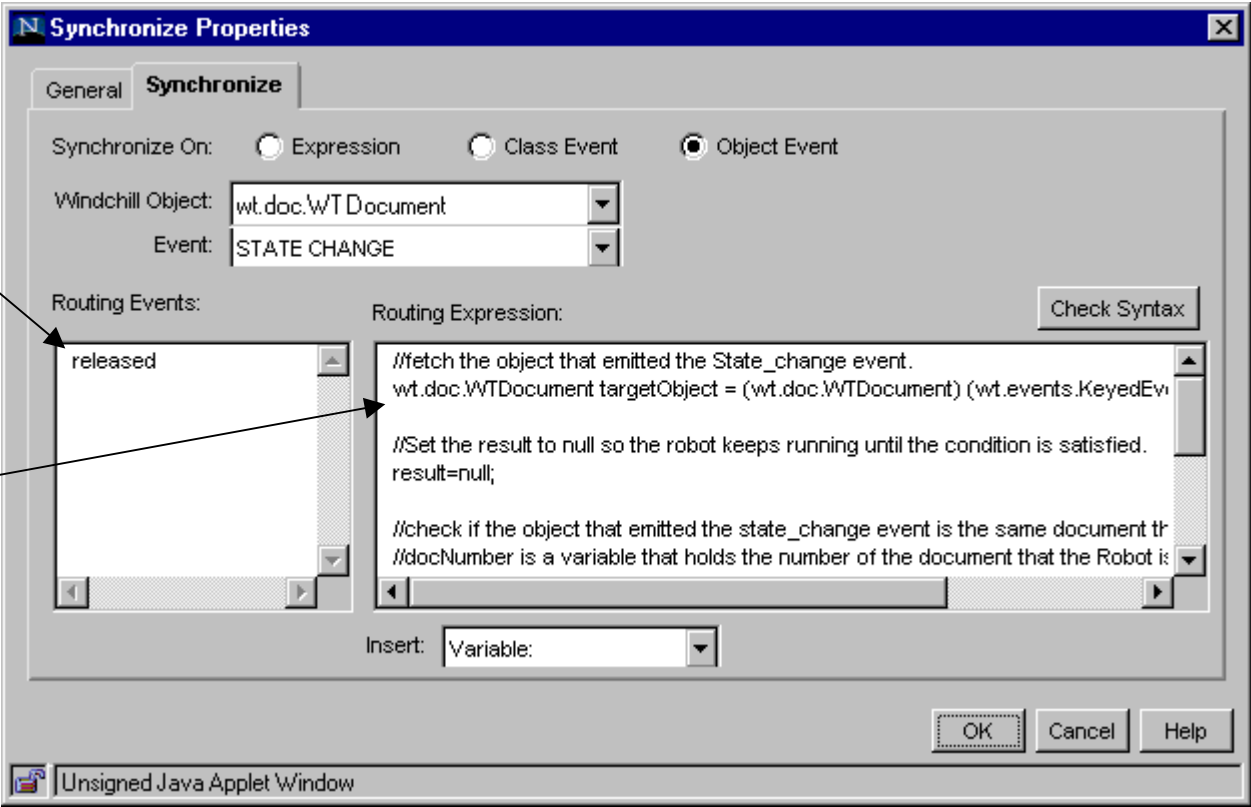 N Synchronize Properties
General Synchronize
Synchronize On: Expression Class Event Object Event
Windchill Object: wt.doc.WTDocument
Event: STATE CHANGE
Routing Events: Routing Expression: Check Syntax
released
//fetch the object that emitted the State_change event.
wt.doc.WTDocument targetObject = (wt.doc.WTDocument) (wt.events.KeyedEv
//Set the result to null so the robot keeps running until the condition is satisfied.
result=null;
//check if the object that emitted the state_change event is the same document th
//docNumber is a variable that holds the number of the document that the Robot is
Insert: Variable:
OK Cancel Help
Unsigned Java Applet Window